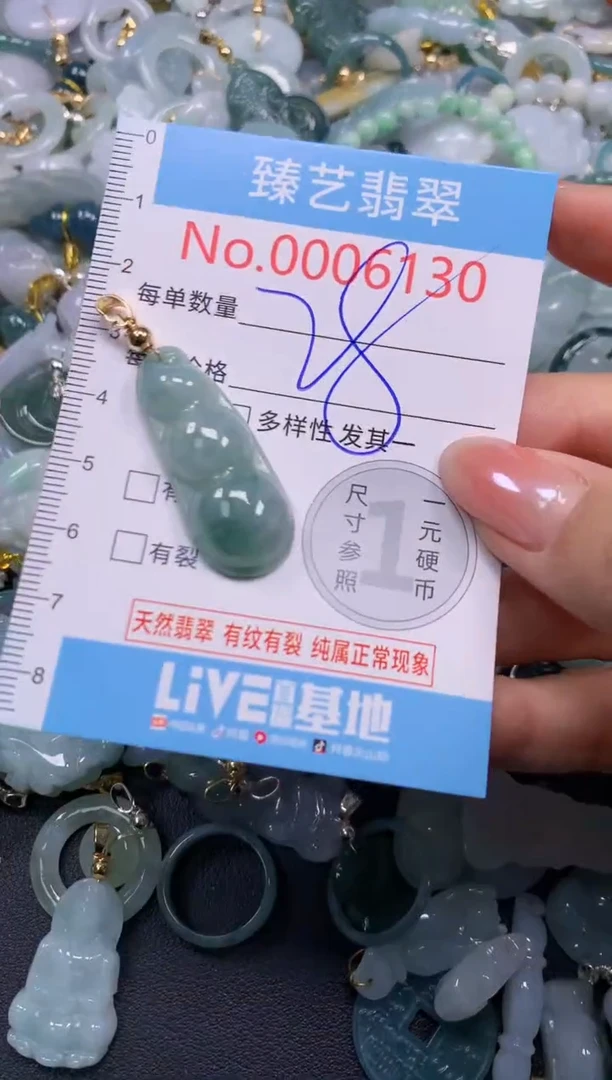 臻艺翡翠
No.0006130
每单数量
28
格
多样性 发其一
有裂
尺寸参照
一元硬币
1
天然翡翠 有纹有裂 纯属正常现象
LiVE 直播 基地
0
1
2
3
4
5
6
7
8